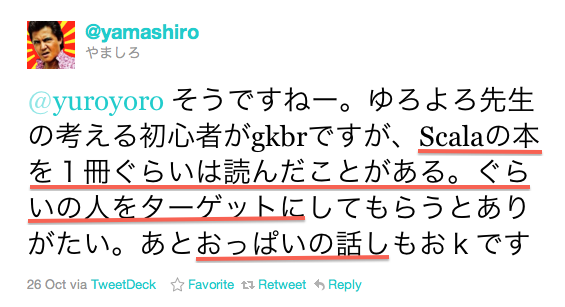 @yamashiro
やましろ
@yuroyoro そうですねー。ゆろよろ先生
の考える初心者がgkbrですが、Scalaの本
を１冊ぐらいは読んだことがある。ぐら
いの人をターゲットにしてもらうとあり
がたい。あとおっぱいの話しもおｋです
26 Oct via TweetDeck Favorite Retweet Reply